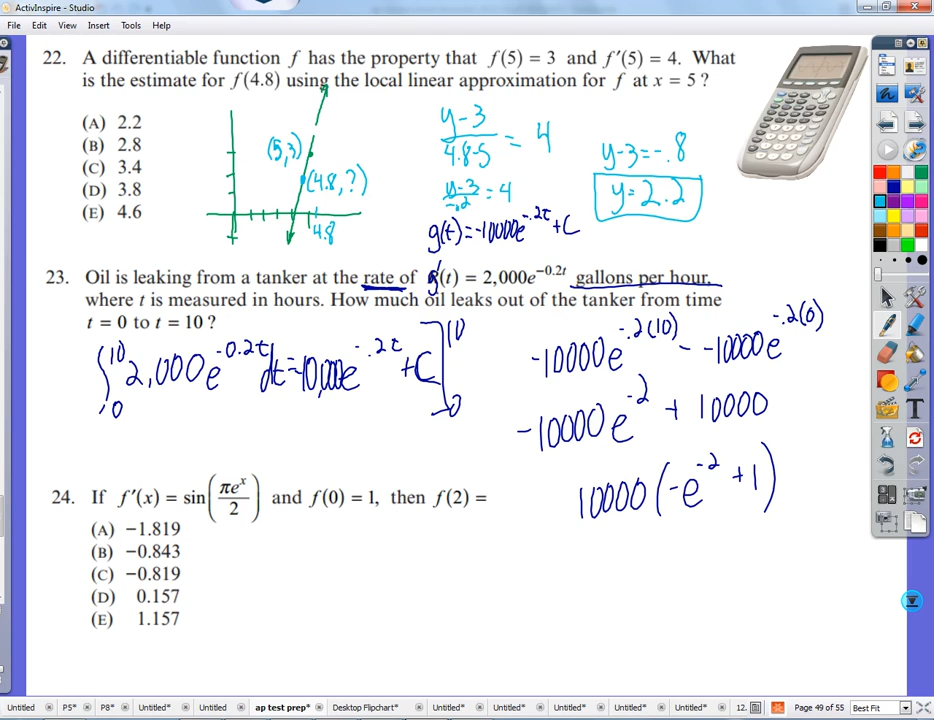 ActivInspire - Studio
File Edit View Insert Tools Help
22. A differentiable function f has the property that f(5) = 3 and f′(5) = 4. What
is the estimate for f(4.8) using the local linear approximation for f at x = 5 ?
(A) 2.2
(B) 2.8
(C) 3.4
(D) 3.8
(E) 4.6
(5,3)
(4.8,?)
4.8
y-3/4.8-5 = 4
y-3/-.2 = 4
y-3=-.8
y=2.2
g(t)=-10000e^-.2t +C
23. Oil is leaking from a tanker at the rate of g′(t) = 2,000e^−0.2t gallons per hour,
where t is measured in hours. How much oil leaks out of the tanker from time
t = 0 to t = 10 ?
∫₀¹⁰ 2,000e^-0.2t dt=-10,000e^-.2t +C]₀¹⁰
-10000e^-.2(10) - -10000e^-.2(0)
-10000e^-2 + 10000
10000(-e^-2 +1)
24. If f′(x) = sin(πe^x/2) and f(0) = 1, then f(2) =
(A) −1.819
(B) −0.843
(C) −0.819
(D) 0.157
(E) 1.157
Untitled P5* P8* Untitled* Untitled ap test prep* Desktop Flipchart* Untitled* Untitled* Untitled* Untitled* Untitled* 12. Page 49 of 55 Best Fit